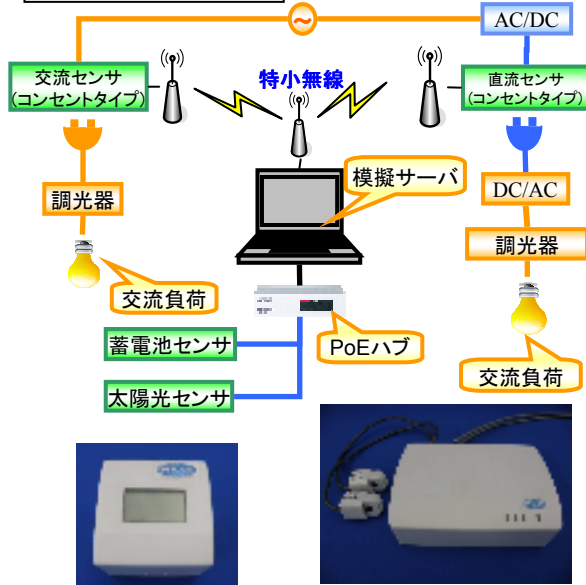 AC/DC
交流センサ
(コンセントタイプ)
特小無線
直流センサ
(コンセントタイプ)
模擬サーバ
DC/AC
調光器
調光器
交流負荷
蓄電池センサ
PoEハブ
交流負荷
太陽光センサ